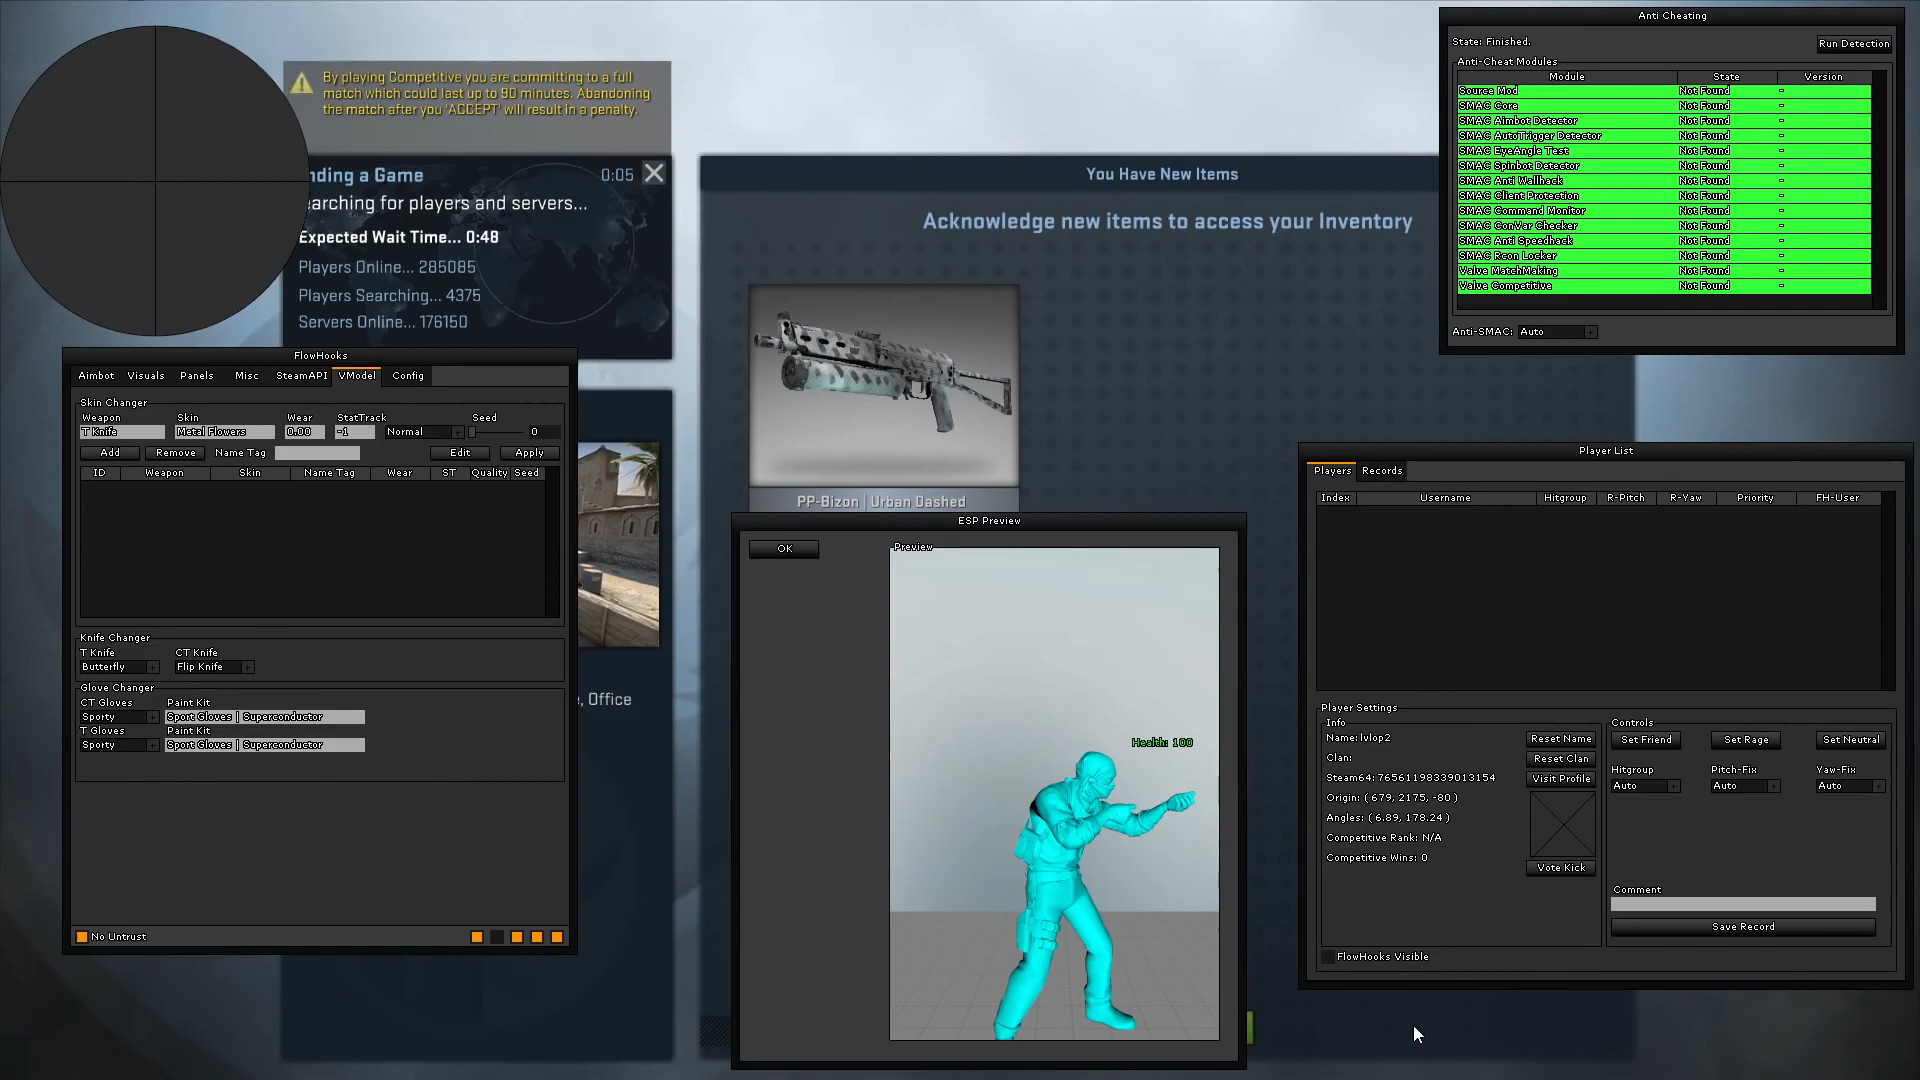 By playing Competitive you are committing to a full
match which could last up to 90 minutes. Abandoning
the match after you 'ACCEPT' will result in a penalty.
nding a Game 0:05
earching for players and servers...
Expected Wait Time... 0:48
Players Online... 285085
Players Searching... 4375
Servers Online... 176150
You Have New Items
Acknowledge new items to access your Inventory
PP-Bizon | Urban Dashed
, Office
Anti Cheating
State: Finished. Run Detection
Anti-Cheat Modules
Module State Version
Source Mod Not Found -
SMAC Core Not Found -
SMAC Aimbot Detector Not Found -
SMAC AutoTrigger Detector Not Found -
SMAC EyeAngle Test Not Found -
SMAC Spinbot Detector Not Found -
SMAC Anti Wallhack Not Found -
SMAC Client Protection Not Found -
SMAC Command Monitor Not Found -
SMAC ConVar Checker Not Found -
SMAC Anti Speedhack Not Found -
SMAC Rcon Locker Not Found -
Valve MatchMaking Not Found -
Valve Competitive Not Found -
Anti-SMAC: Auto +
FlowHooks
Aimbot Visuals Panels Misc SteamAPI VModel Config
Skin Changer
Weapon Skin Wear StatTrack Seed
T Knife Metal Flowers 0.00 -1 Normal + 0
Add Remove Name Tag Edit Apply
ID Weapon Skin Name Tag Wear ST Quality Seed
Knife Changer
T Knife CT Knife
Butterfly + Flip Knife +
Glove Changer
CT Gloves Paint Kit
Sporty + Sport Gloves | Superconductor
T Gloves Paint Kit
Sporty + Sport Gloves | Superconductor
No Untrust
ESP Preview
OK
Preview
Health: 100
Player List
Players Records
Index Username Hitgroup R-Pitch R-Yaw Priority FH-User
Player Settings
Info
Name: lvlop2 Reset Name
Clan: Reset Clan
Steam64: 76561198339013154 Visit Profile
Origin: ( 679, 2175, -80 )
Angles: ( 6.89, 178.24 )
Competitive Rank: N/A
Competitive Wins: 0
Vote Kick
Controls
Set Friend Set Rage Set Neutral
Hitgroup Pitch-Fix Yaw-Fix
Auto + Auto + Auto +
Comment
Save Record
FlowHooks Visible